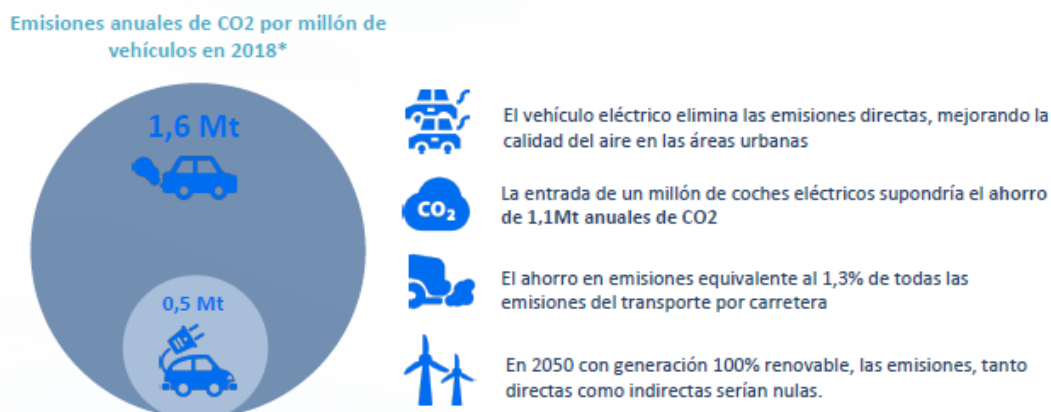 Emisiones anuales de CO2 por millón de
vehículos en 2018*
1,6 Mt
0,5 Mt
El vehículo eléctrico elimina las emisiones directas, mejorando la
calidad del aire en las áreas urbanas
CO₂
La entrada de un millón de coches eléctricos supondría el ahorro
de 1,1Mt anuales de CO2
El ahorro en emisiones equivalente al 1,3% de todas las
emisiones del transporte por carretera
En 2050 con generación 100% renovable, las emisiones, tanto
directas como indirectas serían nulas.